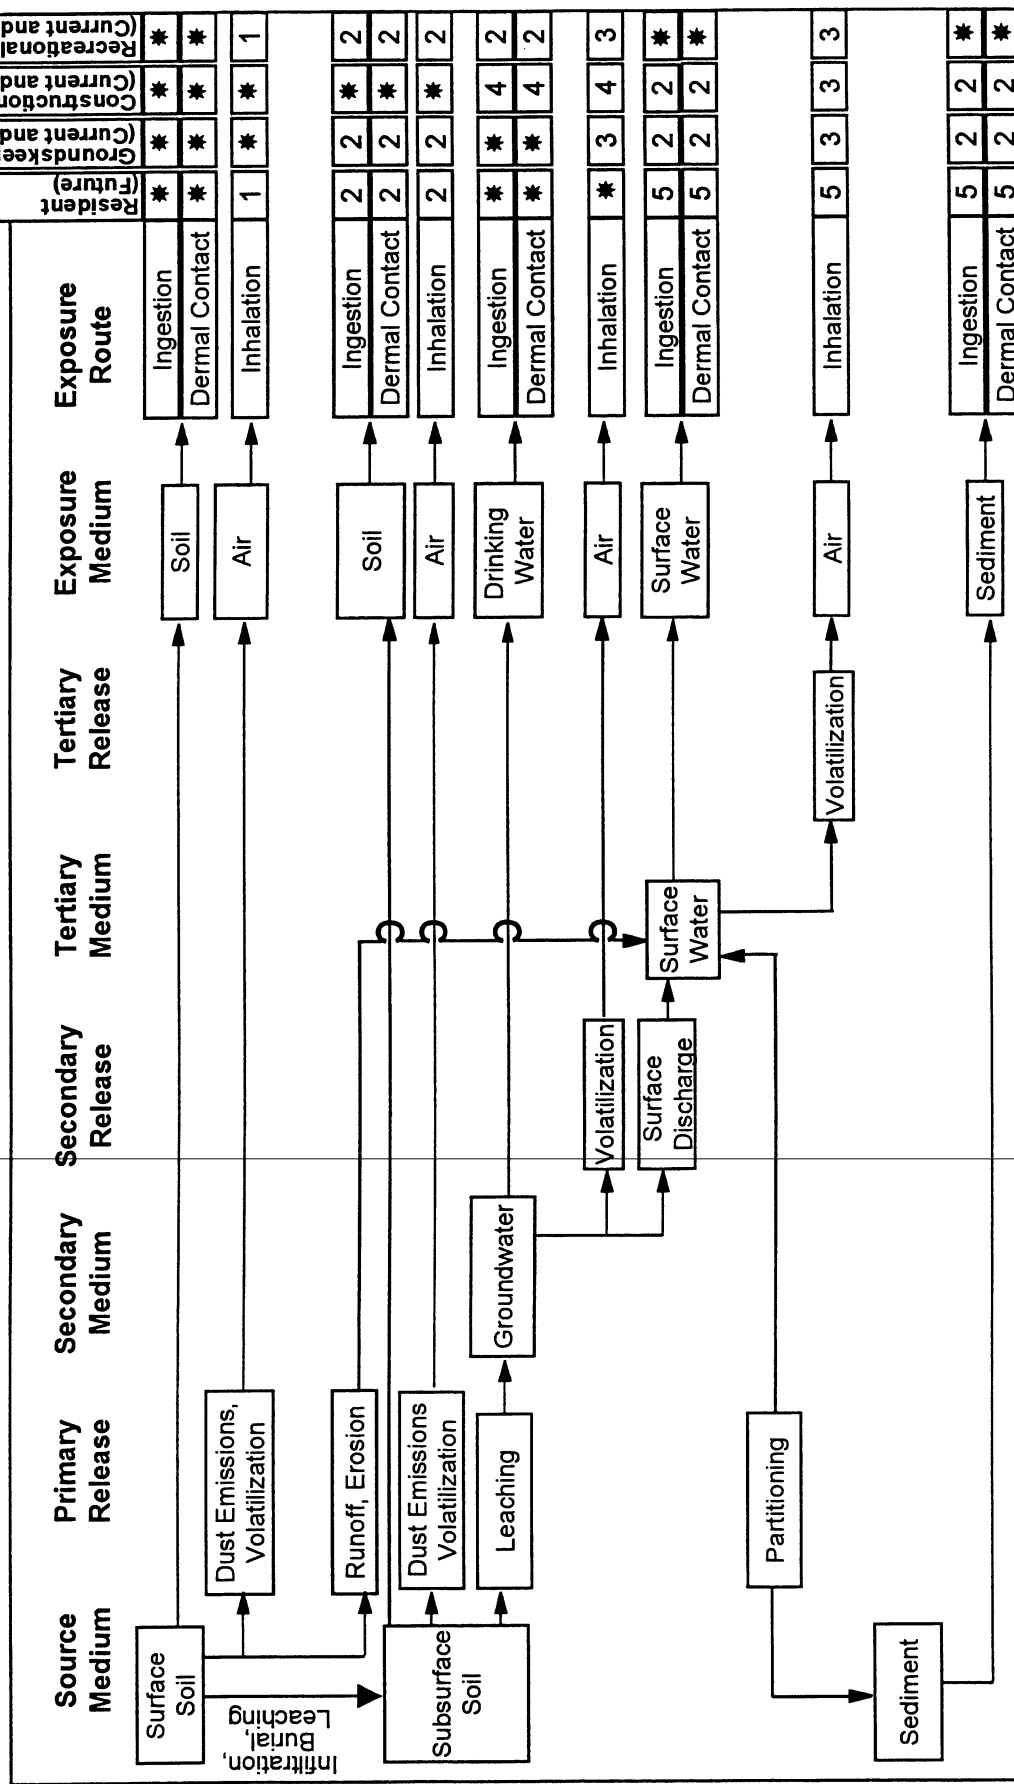 Source
Medium
Primary
Release
Secondary
Medium
Secondary
Release
Tertiary
Medium
Tertiary
Release
Exposure
Medium
Exposure
Route
Resident
(Future)
Groundskee
(Current and
Construction
(Current and
Recreational
(Current and
Surface
Soil
Soil
Ingestion
* * * *
Dermal Contact
* * * *
Dust Emissions,
Volatilization
Air
Inhalation
1 * * 1
Infiltration,
Burial,
Leaching
Runoff, Erosion
Subsurface
Soil
Soil
Ingestion
2 2 * 2
Dermal Contact
2 2 * 2
Dust Emissions
Volatilization
Air
Inhalation
2 2 * 2
Leaching
Groundwater
Drinking
Water
Ingestion
* * 4 2
Dermal Contact
* * 4 2
Volatilization
Air
Inhalation
* 3 4 3
Surface
Discharge
Surface
Water
Surface
Water
Ingestion
5 2 2 *
Dermal Contact
5 2 2 *
Partitioning
Volatilization
Air
Inhalation
5 3 3 3
Sediment
Sediment
Ingestion
5 2 2 *
Dermal Contact
5 2 2 *